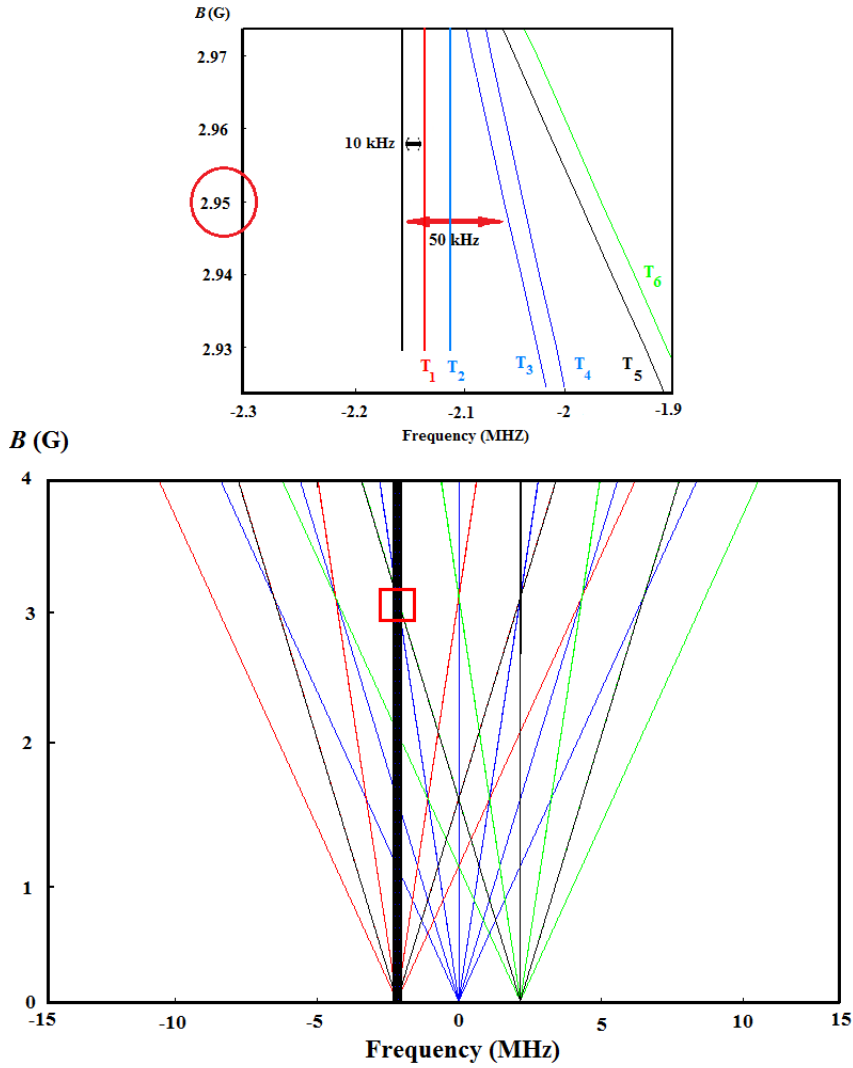 B (G)
2.97
2.96
10 kHz
2.95
50 kHz
2.94
T6
2.93
T1 T2 T3 T4 T5
-2.3 -2.2 -2.1 -2 -1.9
Frequency (MHZ)
B (G)
4
3
2
1
0
-15 -10 -5 0 5 10 15
Frequency (MHz)